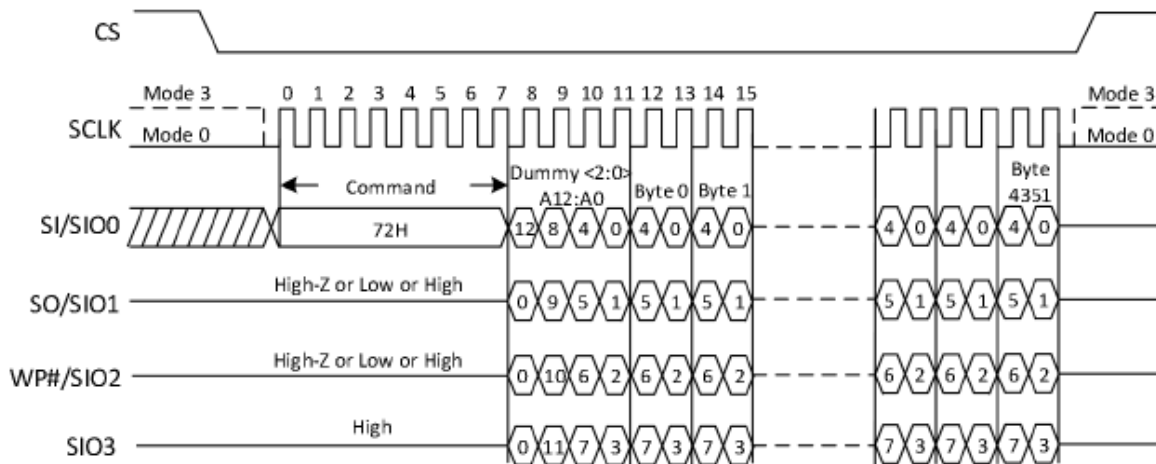 CS
Mode 3 0 1 2 3 4 5 6 7 8 9 10 11 12 13 14 15 Mode 3
SCLK
Mode 0 Mode 0
Command Dummy <2:0> A12:A0 Byte 0 Byte 1 Byte 4351
SI/SIO0 72H 12 8 4 0 4 0 4 0 4 0 4 0 4 0
High-Z or Low or High
SO/SIO1 0 9 5 1 5 1 5 1 5 1 5 1 5 1
High-Z or Low or High
WP#/SIO2 0 10 6 2 6 2 6 2 6 2 6 2 6 2
High
SIO3 0 11 7 3 7 3 7 3 7 3 7 3 7 3